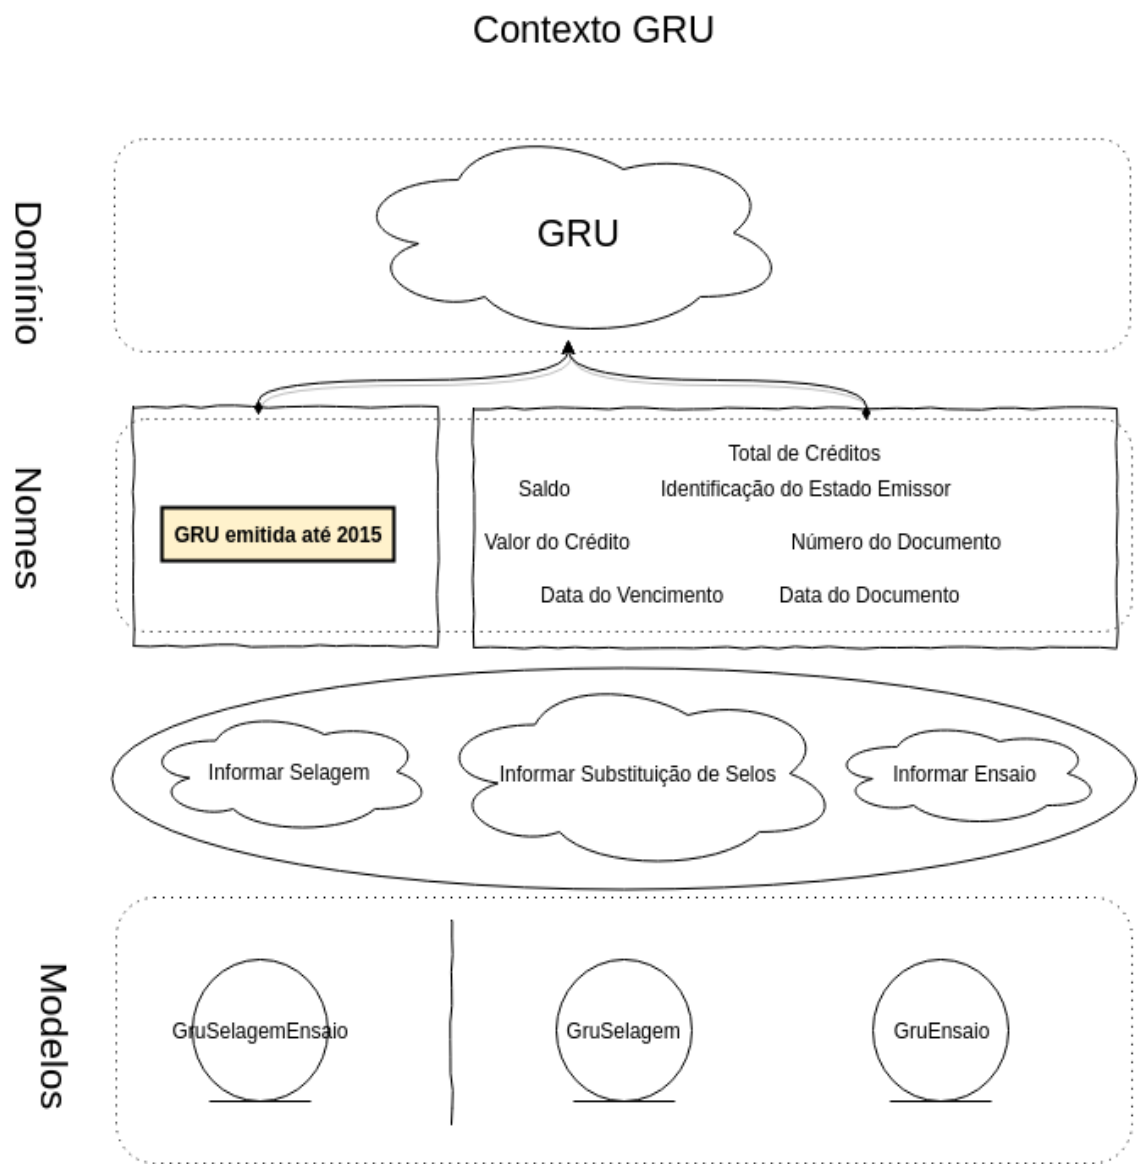 Contexto GRU
Domínio
GRU
Nomes
GRU emitida até 2015
Total de Créditos
Saldo
Identificação do Estado Emissor
Valor do Crédito
Número do Documento
Data do Vencimento
Data do Documento
Informar Selagem
Informar Substituição de Selos
Informar Ensaio
Modelos
GruSelagemEnsaio
GruSelagem
GruEnsaio